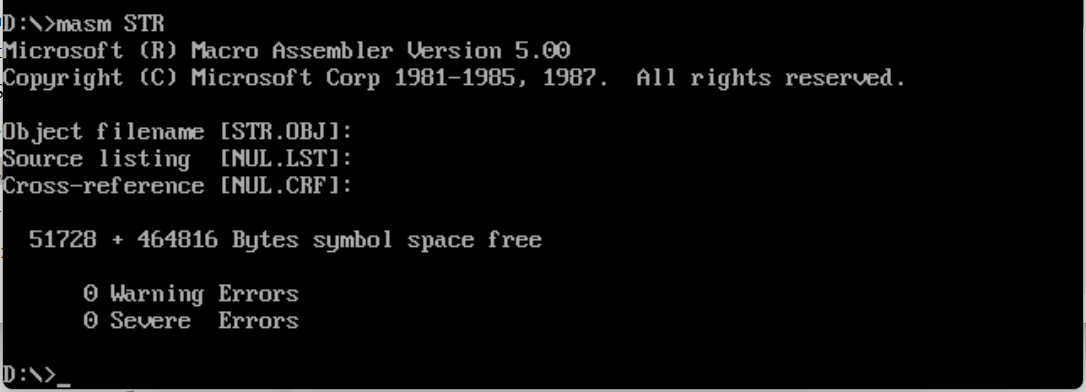 D:\>masm STR
Microsoft (R) Macro Assembler Version 5.00
Copyright (C) Microsoft Corp 1981-1985, 1987.  All rights reserved.
Object filename [STR.OBJ]:
Source listing  [NUL.LST]:
Cross-reference [NUL.CRF]:
51728 + 464816 Bytes symbol space free
0 Warning Errors
0 Severe  Errors
D:\>_